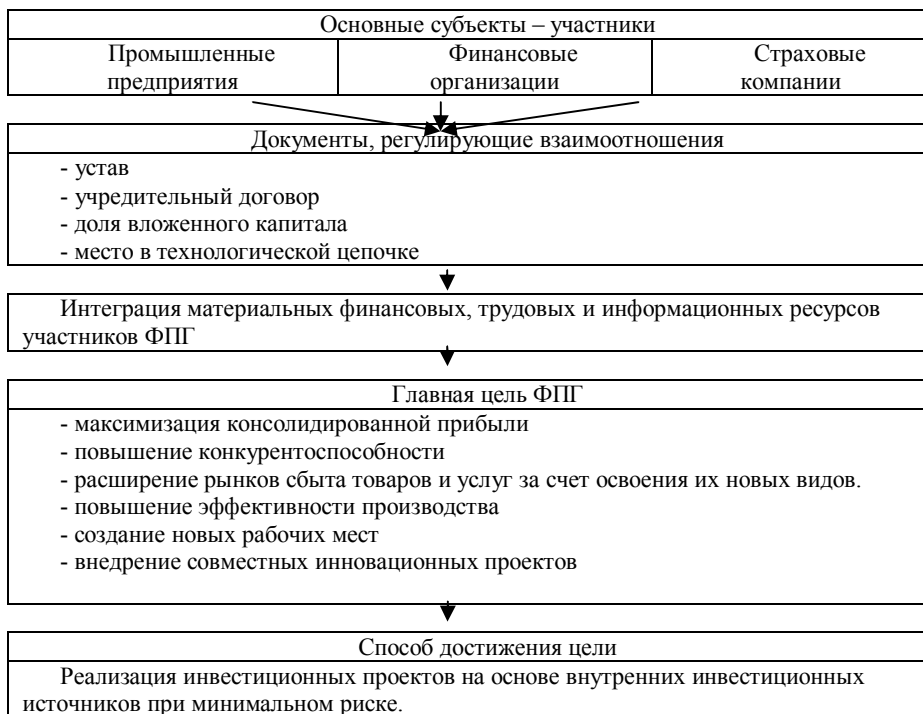 Основные субъекты – участники
Промышленные предприятия
Финансовые организации
Страховые компании
Документы, регулирующие взаимоотношения
- устав
- учредительный договор
- доля вложенного капитала
- место в технологической цепочке
Интеграция материальных финансовых, трудовых и информационных ресурсов
участников ФПГ
Главная цель ФПГ
- максимизация консолидированной прибыли
- повышение конкурентоспособности
- расширение рынков сбыта товаров и услуг за счет освоения их новых видов.
- повышение эффективности производства
- создание новых рабочих мест
- внедрение совместных инновационных проектов
Способ достижения цели
Реализация инвестиционных проектов на основе внутренних инвестиционных
источников при минимальном риске.